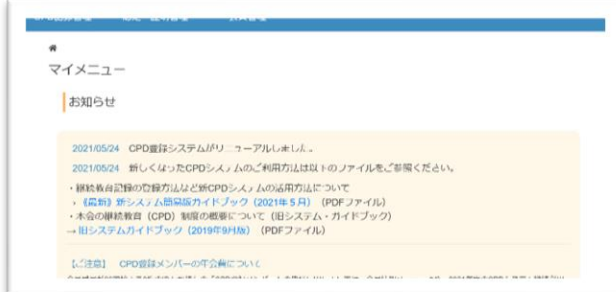 マイメニュー
お知らせ
2021/05/24 CPD登録システムがリニューアルしました。
2021/05/24 新しくなったCPDシステムのご利用方法は以下のファイルをご参照ください。
・継続教育記録の登録方法など新CPDシステムの活用方法について
→《最新》新システム簡易版ガイドブック（2021年5月）（PDFファイル）
・本会の継続教育（CPD）制度の概要について（旧システム・ガイドブック）
→ 旧システムガイドブック（2019年9月版）（PDFファイル）
【ご注意】 CPD登録メンバーの年会費について